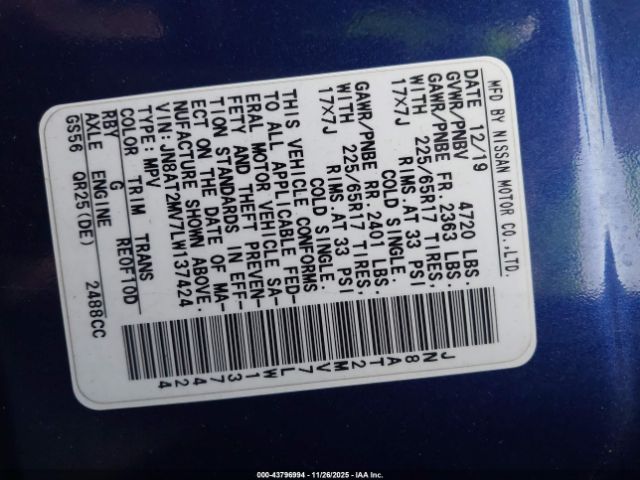 MFD BY NISSAN MOTOR CO.,LTD.
DATE 12/19 4720 LBS.
GVWR/PNBV
GAWR/PNBE FR. 2363 LBS.
WITH 225/65R17 TIRES,
17X7J RIMS.AT 33 PSI
COLD SINGLE.
GAWR/PNBE RR. 2401 LBS.
WITH 225/65R17 TIRES,
17X7J RIMS.AT 33 PSI
COLD SINGLE.
THIS VEHICLE CONFORMS
TO ALL APPLICABLE FED-
ERAL MOTOR VEHICLE SA-
FETY AND THEFT PREVEN-
TION STANDARDS IN EFF-
ECT ON THE DATE OF MA-
NUFACTURE SHOWN ABOVE.
VIN:JN8AT2MV7LW137424
TYPE:MPV
COLOR TRIM TRANS
RBY G REOFTOD
AXLE ENGINE
GS56 QR25(DE) 2488CC
JN8AT2MV7LW137424
000-43796994 - 11/26/2025 - IAA Inc.